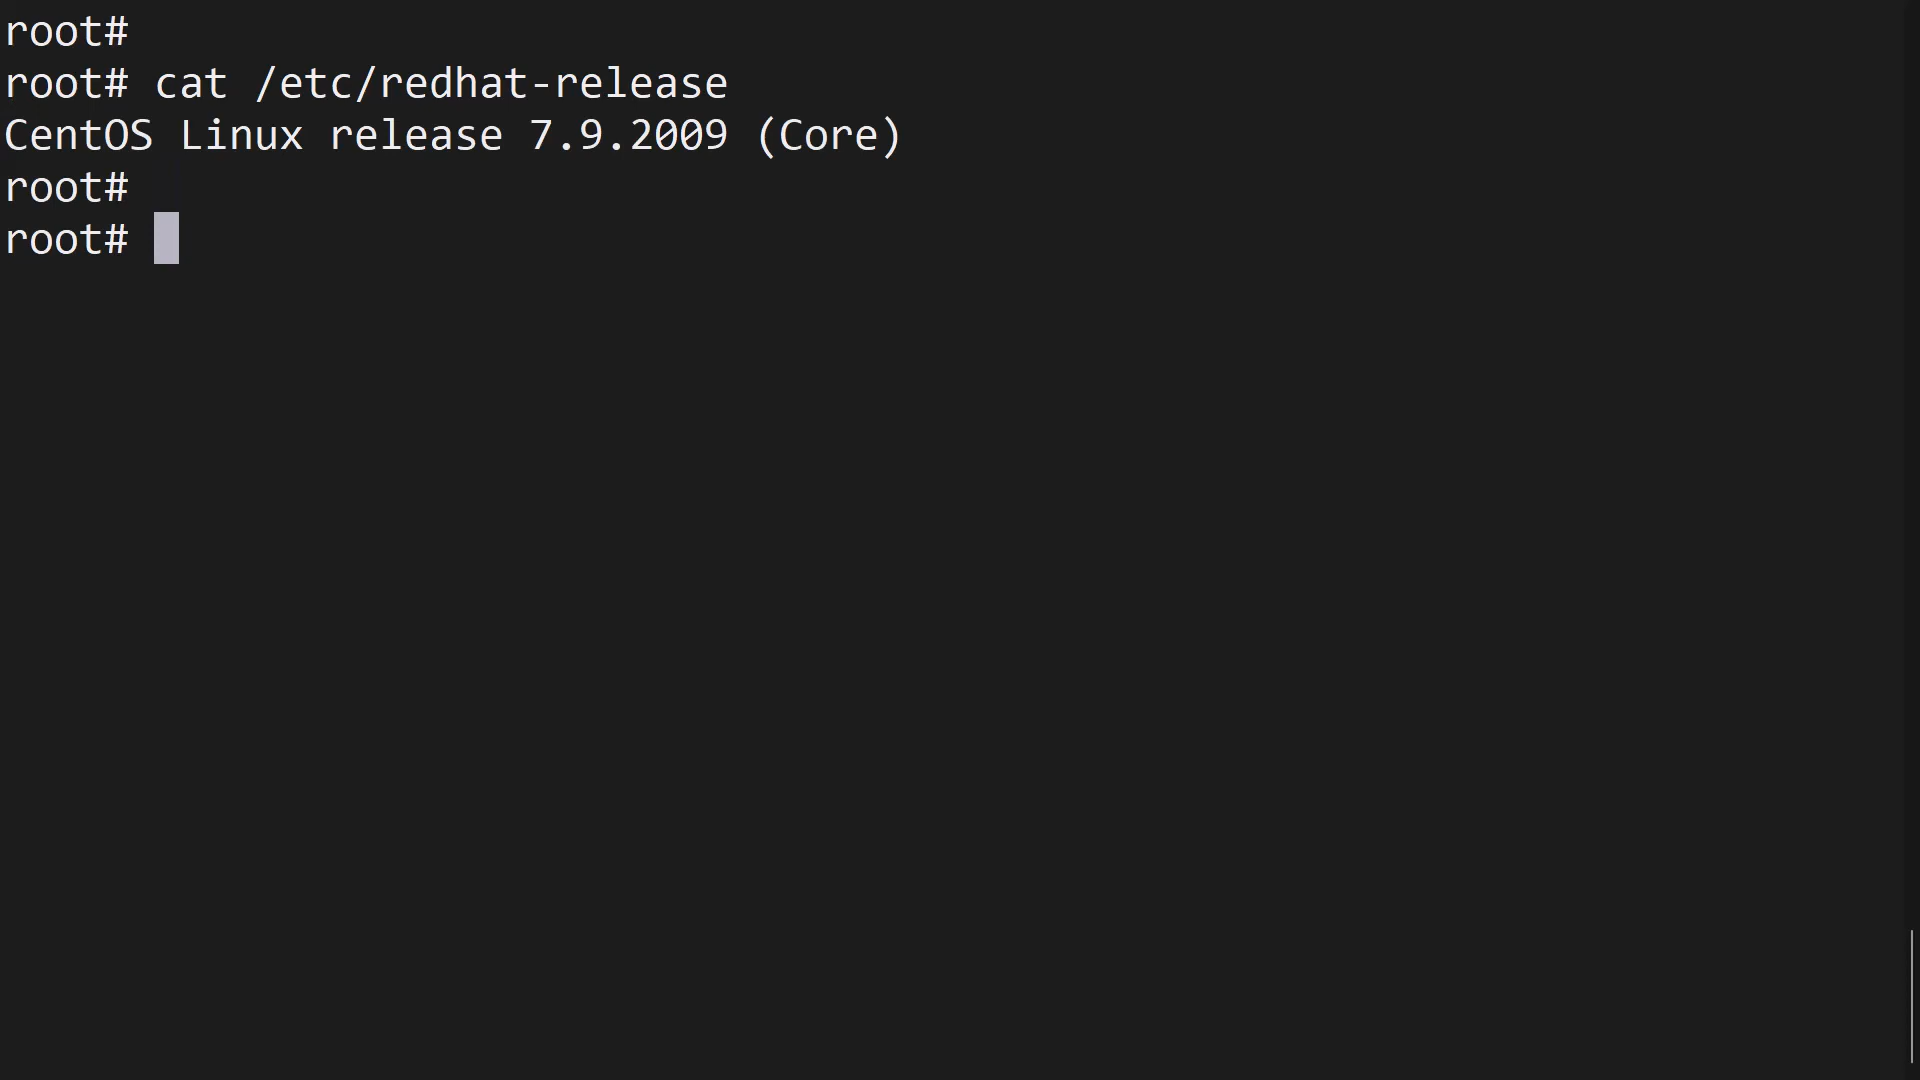 root#
root# cat /etc/redhat-release
CentOS Linux release 7.9.2009 (Core)
root#
root#